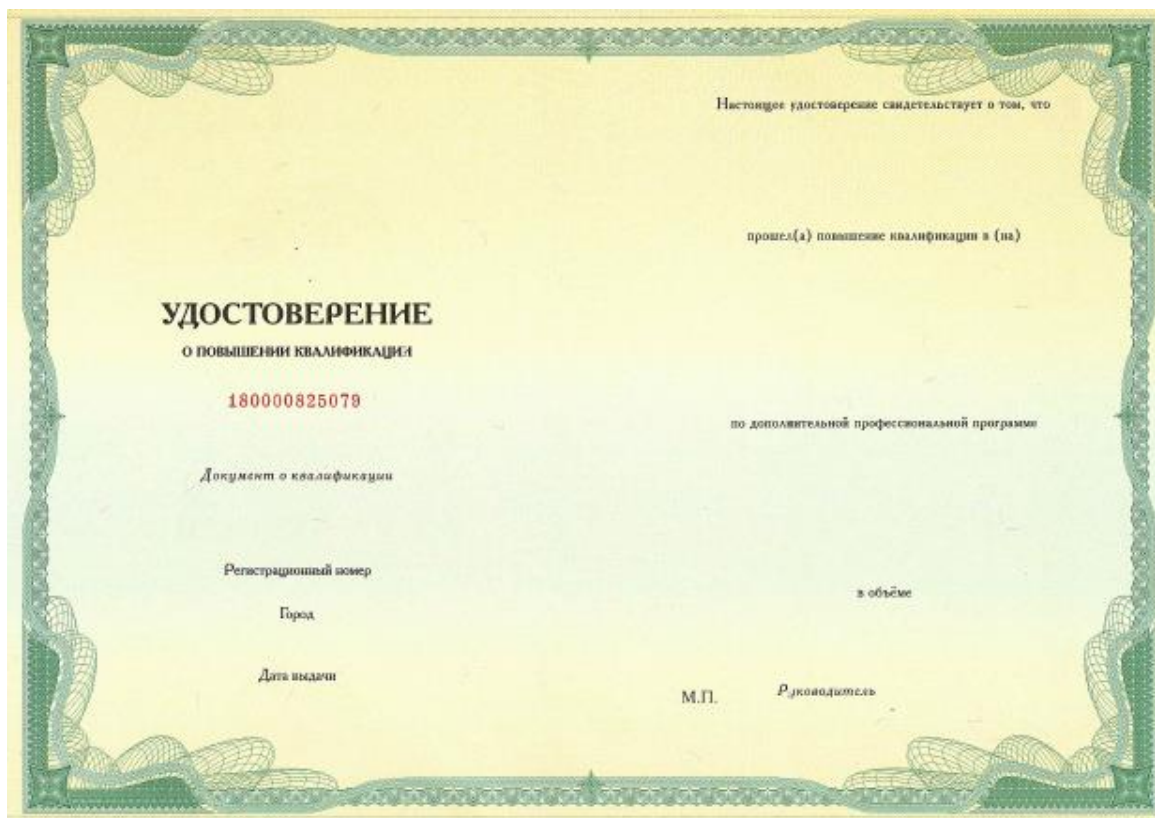 УДОСТОВЕРЕНИЕ
О ПОВЫШЕНИИ КВАЛИФИКАЦИИ
180000825079
Документ о квалификации
Регистрационный номер
Город
Дата выдачи
Настоящее удостоверение свидетельствует о том, что
прошел(а) повышение квалификации в (на)
по дополнительной профессиональной программе
в объёме
М.П.
Руководитель